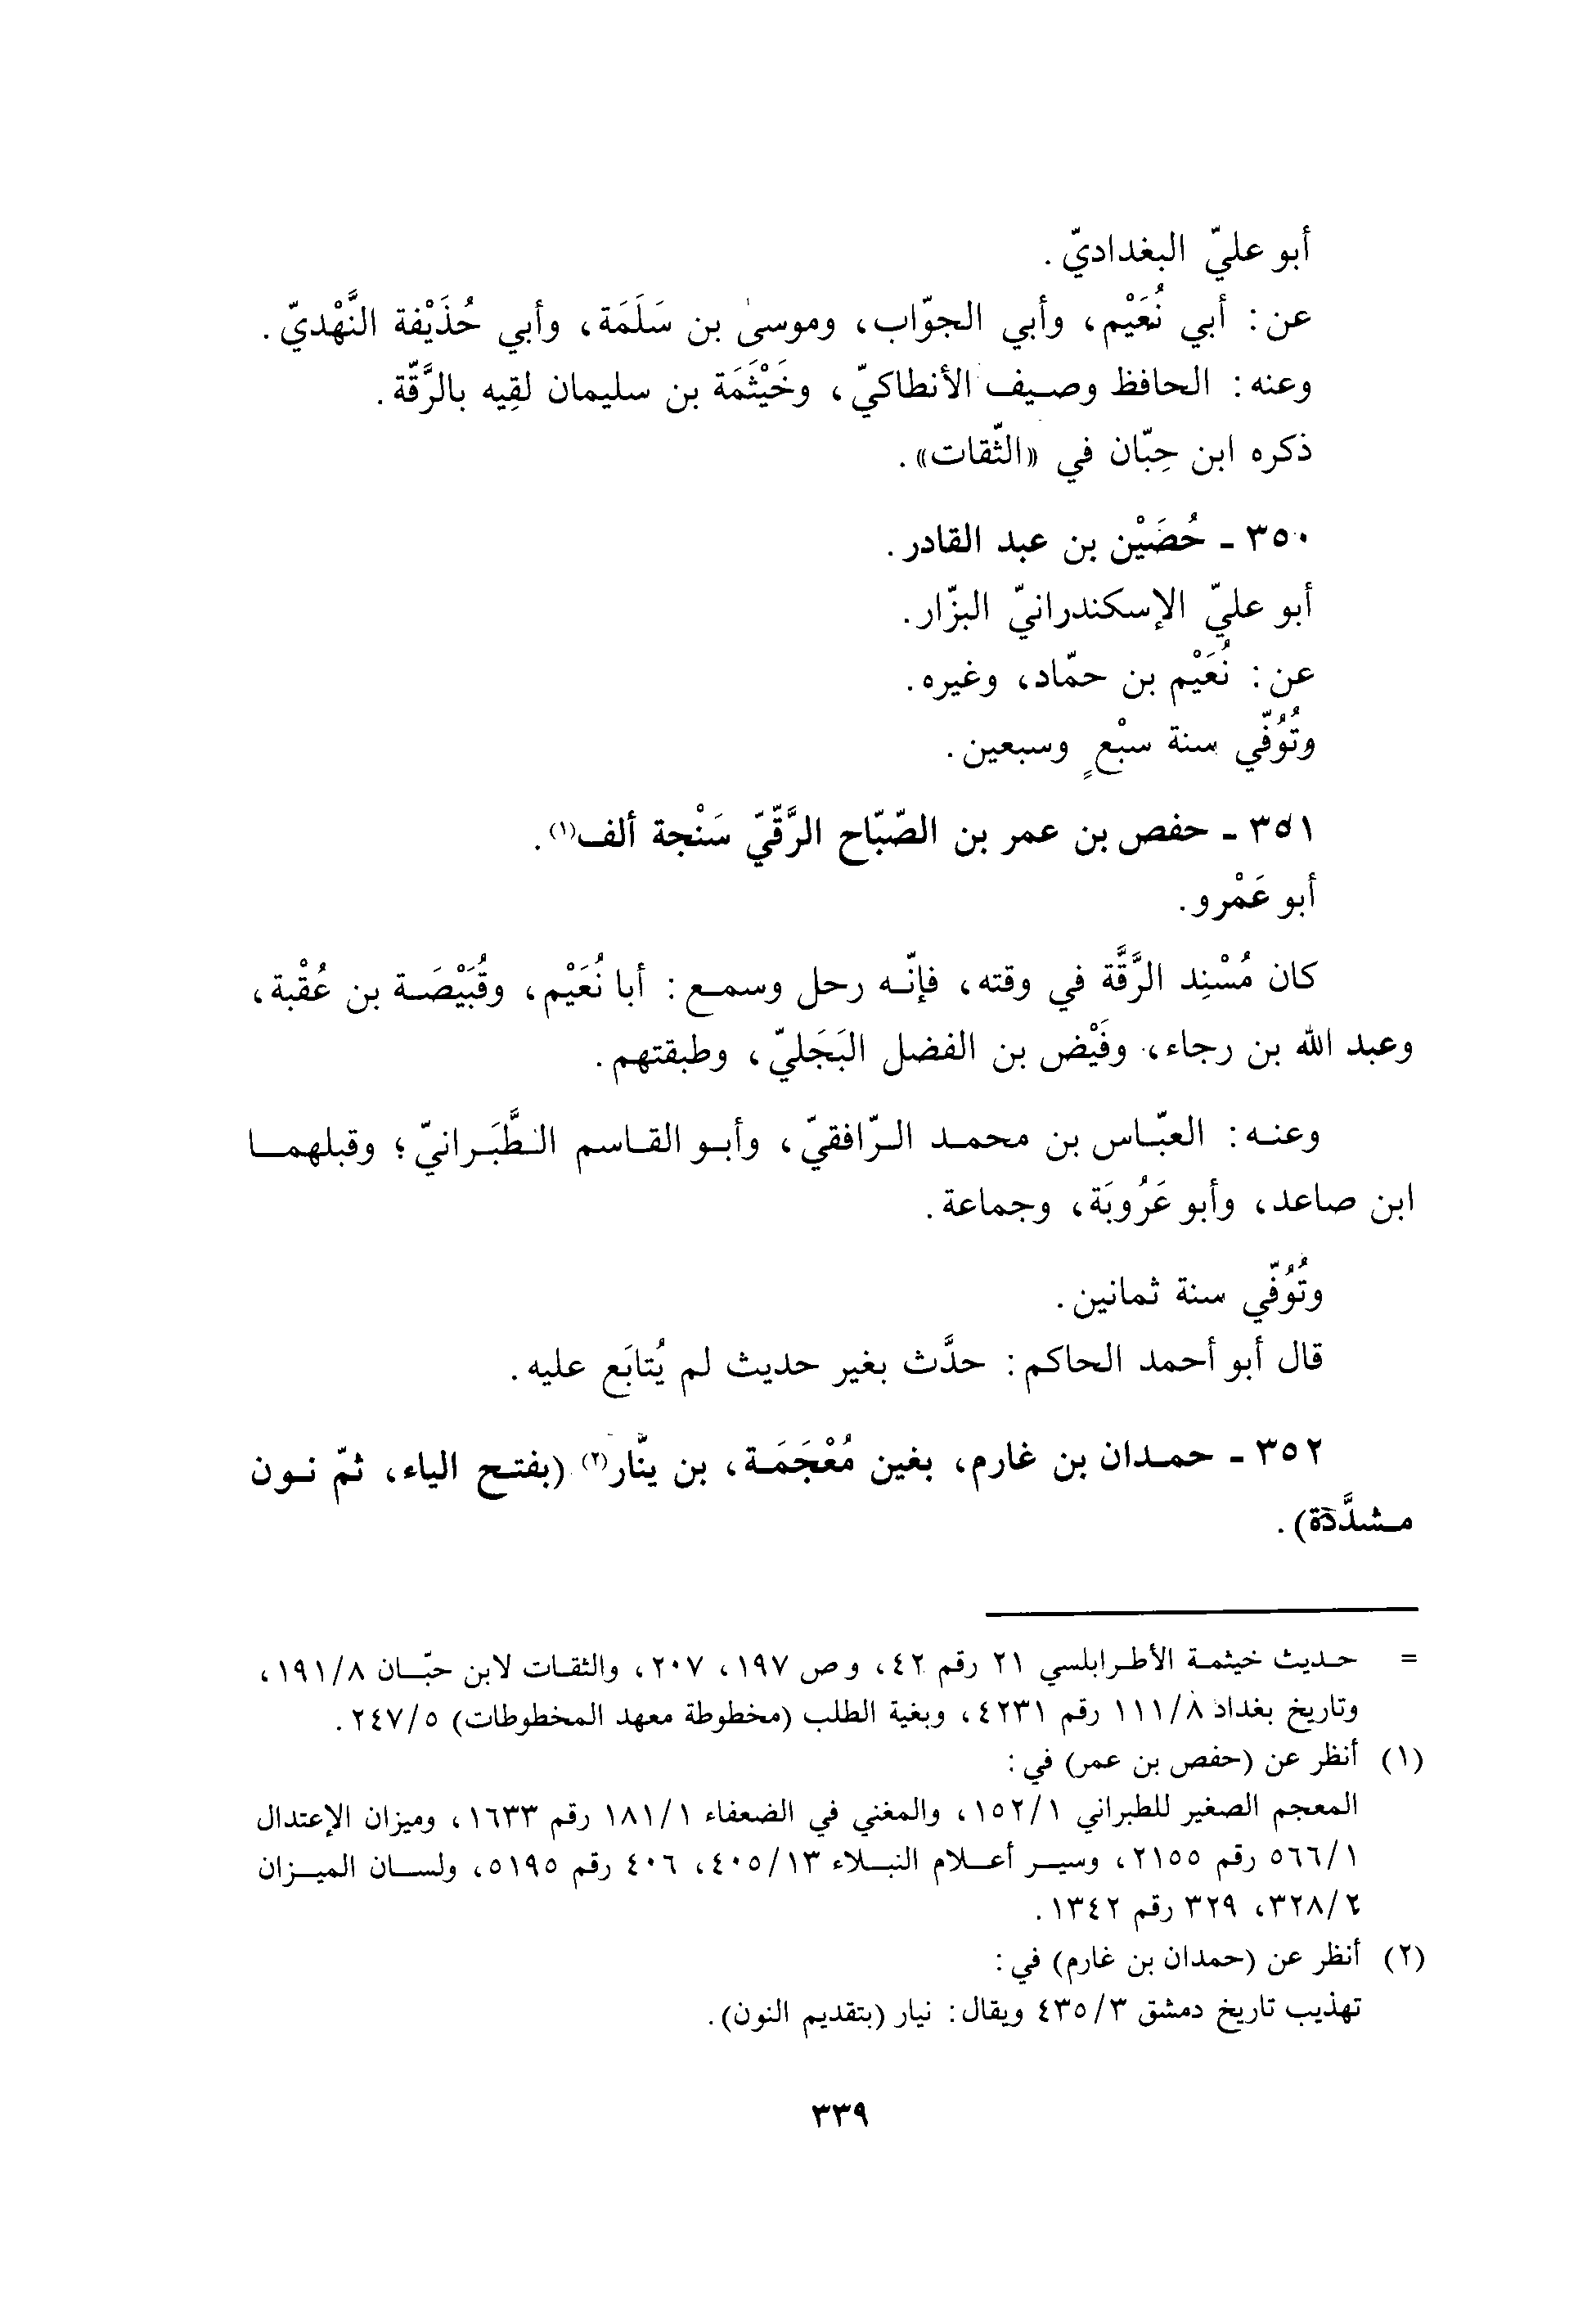 أبو عليّ البغداديّ.
عن: أبي نُعَيْم، وأبي الجوّاب، وموسىٰ بن سَلَمَة، وأبي حُذَيْفة النَّهْديّ.
وعنه: الحافظ وصيف الأنطاكيّ، وخَيْثَمَة بن سليمان لقِيه بالرَّقّة.
ذكره ابن حِبّان في «الثّقات».
٣٥٠ ـ حُضَيْن بن عبد القادر.
أبو عليّ الإسكندرانيّ البزّار.
عن: نُعَيْم بن حمّاد، وغيره.
وتُوُفّي سنة سبْعٍ وسبعين.
٣٥١ ـ حفص بن عمر بن الصّبّاح الرَّقّيّ سَنْجة ألف(١).
أبو عَمْرو.
كان مُسْنِد الرَّقَّة في وقته، فإنّه رحل وسمع: أبا نُعَيْم، وقُبَيْصَة بن عُقْبة،
وعبد الله بن رجاء، وفَيْض بن الفضل البَجَليّ، وطبقتهم.
وعنه: العبّاس بن محمد الرّافقيّ، وأبو القاسم الطَّبَرانيّ؛ وقبلهما
ابن صاعد، وأبو عَرُوبَة، وجماعة.
وتُوُفّي سنة ثمانين.
قال أبو أحمد الحاكم: حدَّث بغير حديث لم يُتابَع عليه.
٣٥٢ ـ حمدان بن غارم، بغين مُعْجَمَة، بن ينّار(٢) (بفتح الياء، ثمّ نون
مشدَّدة).
= حديث خيثمة الأطرابلسي ٢١ رقم ٤٢، وص ١٩٧، ٢٠٧، والثقات لابن حبّان ١٩١/٨،
وتاريخ بغداد ١١١/٨ رقم ٤٢٣١، وبغية الطلب (مخطوطة معهد المخطوطات) ٢٤٧/٥.
(١) أنظر عن (حفص بن عمر) في:
المعجم الصغير للطبراني ١٥٢/١، والمغني في الضعفاء ١٨١/١ رقم ١٦٣٣، وميزان الإعتدال
٥٦٦/١ رقم ٢١٥٥، وسير أعلام النبلاء ٤٠٥/١٣، ٤٠٦ رقم ٥١٩٥، ولسان الميزان
٣٢٨/٢، ٣٢٩ رقم ١٣٤٢.
(٢) أنظر عن (حمدان بن غارم) في:
تهذيب تاريخ دمشق ٤٣٥/٣ ويقال: نيار (بتقديم النون).
٣٣٩